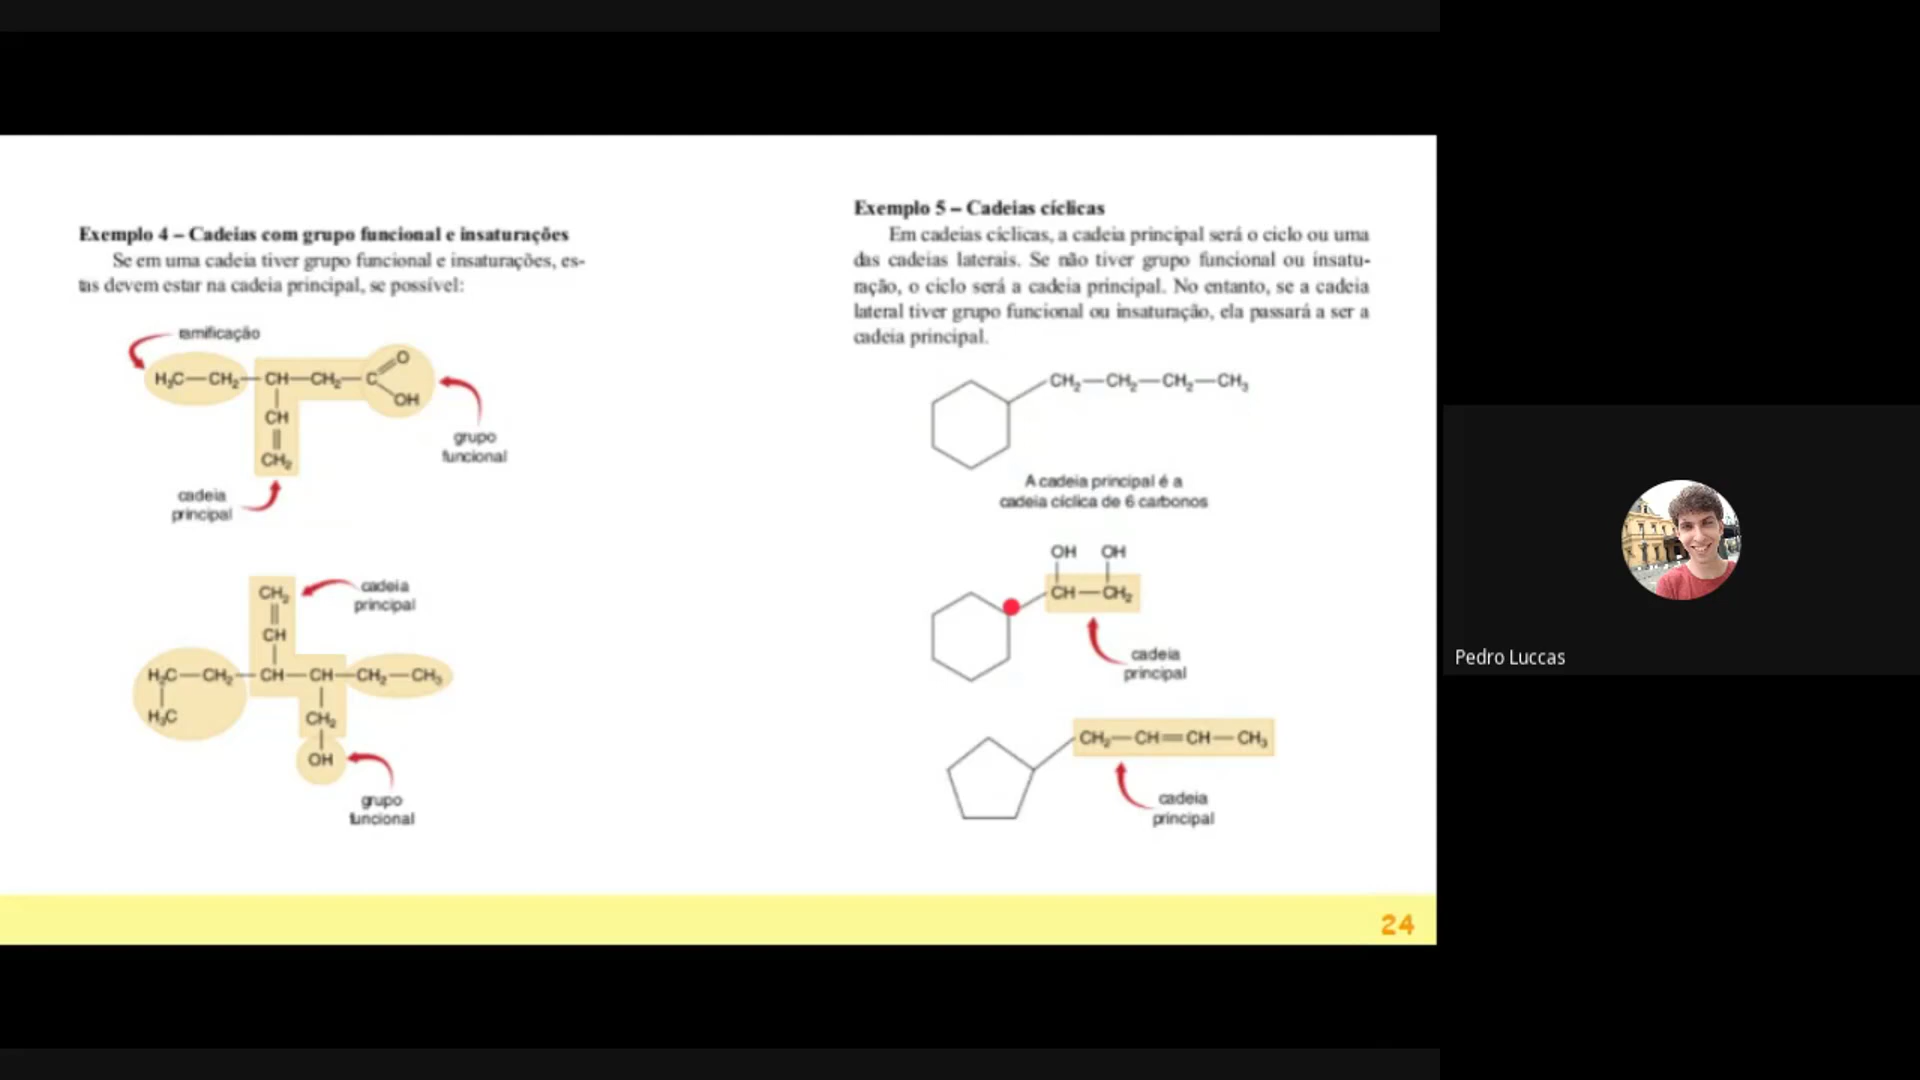 Exemplo 4 – Cadeias com grupo funcional e insaturações
Se em uma cadeia tiver grupo funcional e insaturações, es-
tas devem estar na cadeia principal, se possível:
ramificação
H₃C—CH₂—CH—CH₂—C
O
OH
CH
CH₂
grupo
funcional
cadeia
principal
CH₂
cadeia
principal
CH
H₂C—CH₂—CH—CH—CH₂—CH₃
H₃C
CH₂
OH
grupo
funcional
Exemplo 5 – Cadeias cíclicas
Em cadeias cíclicas, a cadeia principal será o ciclo ou uma
das cadeias laterais. Se não tiver grupo funcional ou insatu-
ração, o ciclo será a cadeia principal. No entanto, se a cadeia
lateral tiver grupo funcional ou insaturação, ela passará a ser a
cadeia principal.
CH₂—CH₂—CH₂—CH₃
A cadeia principal é a
cadeia cíclica de 6 carbonos
OH OH
CH—CH₂
cadeia
principal
CH₂—CH=CH—CH₃
cadeia
principal
24
Pedro Luccas